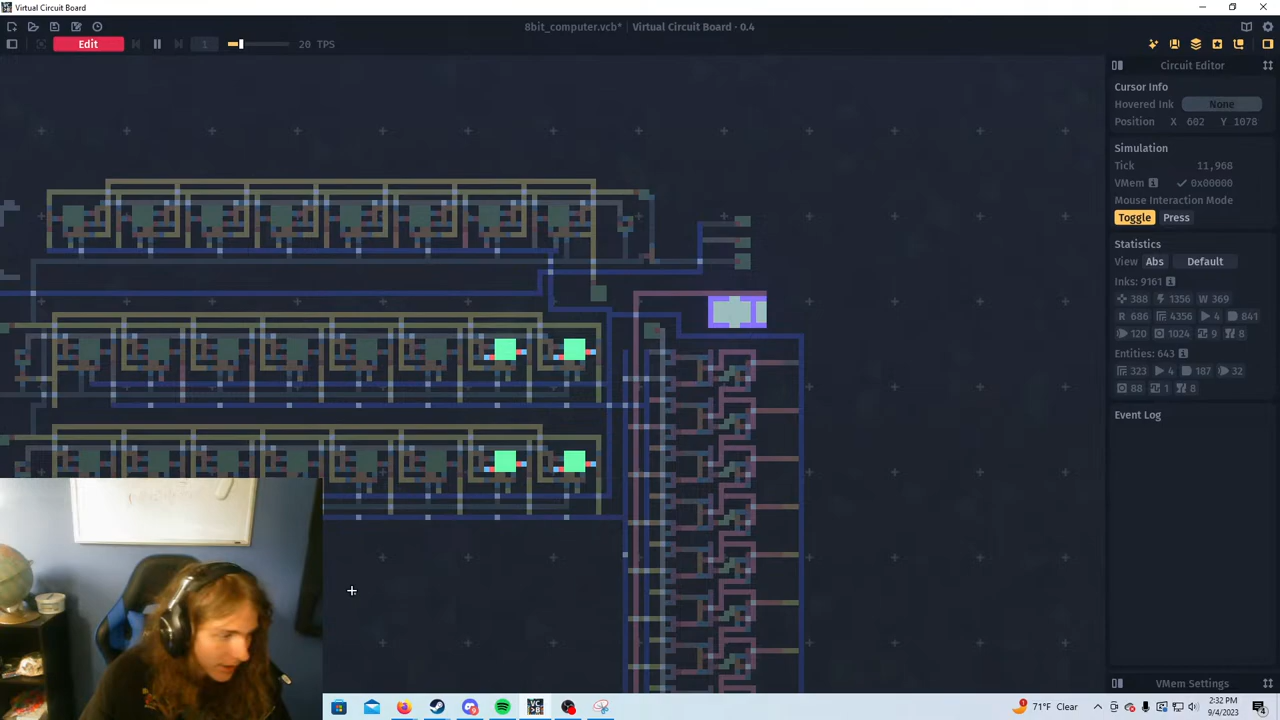 Virtual Circuit Board
8bit_computer.vcb* | Virtual Circuit Board - 0.4
Edit
1
20 TPS
Circuit Editor
Cursor Info
Hovered Ink None
Position X 602 Y 1078
Simulation
Tick 11,968
VMem 0x00000
Mouse Interaction Mode
Toggle Press
Statistics
View Abs Default
Inks: 9161
388 1356 W 369
R 686 4356 4 841
120 1024 9 8
Entities: 643
323 4 187 32
88 1 8
Event Log
VMem Settings
71°F Clear
2:32 PM
9/4/2023